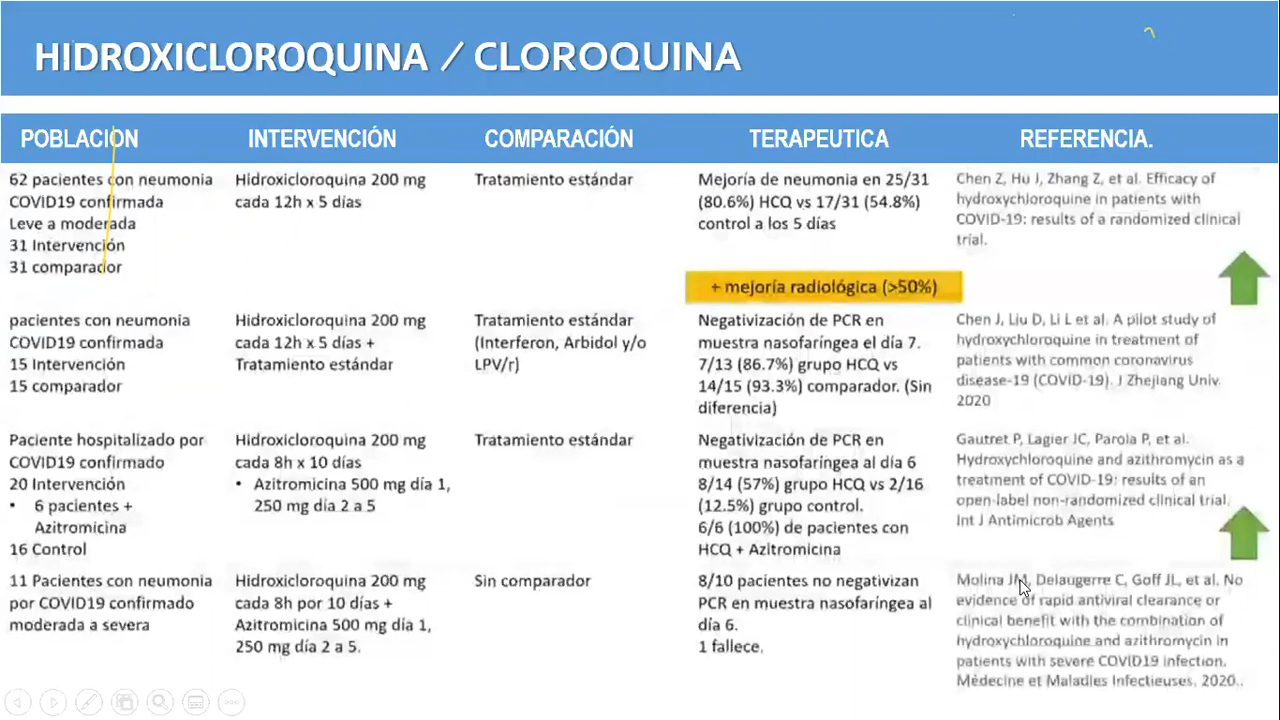 HIDROXICLOROQUINA / CLOROQUINA
POBLACION INTERVENCIÓN COMPARACIÓN TERAPEUTICA REFERENCIA.
62 pacientes con neumonia
COVID19 confirmada
Leve a moderada
31 Intervención
31 comparador
Hidroxicloroquina 200 mg
cada 12h x 5 días
Tratamiento estándar
Mejoría de neumonia en 25/31
(80.6%) HCQ vs 17/31 (54.8%)
control a los 5 días
+ mejoría radiológica (>50%)
Chen Z, Hu J, Zhang Z, et al. Efficacy of
hydroxychloroquine in patients with
COVID-19: results of a randomized clinical
trial.
pacientes con neumonia
COVID19 confirmada
15 Intervención
15 comparador
Hidroxicloroquina 200 mg
cada 12h x 5 días +
Tratamiento estándar
Tratamiento estándar
(Interferon, Arbidol y/o
LPV/r)
Negativización de PCR en
muestra nasofaríngea el día 7.
7/13 (86.7%) grupo HCQ vs
14/15 (93.3%) comparador. (Sin
diferencia)
Chen J, Liu D, Li L et al. A pilot study of
hydroxychloroquine in treatment of
patients with common coronavirus
disease-19 (COVID-19). J Zhejiang Univ.
2020
Paciente hospitalizado por
COVID19 confirmado
20 Intervención
• 6 pacientes +
Azitromicina
16 Control
Hidroxicloroquina 200 mg
cada 8h x 10 días
• Azitromicina 500 mg día 1,
250 mg día 2 a 5
Tratamiento estándar
Negativización de PCR en
muestra nasofaríngea al día 6
8/14 (57%) grupo HCQ vs 2/16
(12.5%) grupo control.
6/6 (100%) de pacientes con
HCQ + Azitromicina
Gautret P, Lagier JC, Parola P, et al.
Hydroxychloroquine and azithromycin as a
treatment of COVID-19: results of an
open-label non-randomized clinical trial.
Int J Antimicrob Agents
11 Pacientes con neumonia
por COVID19 confirmado
moderada a severa
Hidroxicloroquina 200 mg
cada 8h por 10 días +
Azitromicina 500 mg día 1,
250 mg día 2 a 5.
Sin comparador
8/10 pacientes no negativizan
PCR en muestra nasofaríngea al
día 6.
1 fallece.
Molina JM, Delaugerre C, Goff JL, et al. No
evidence of rapid antiviral clearance or
clinical benefit with the combination of
hydroxychloroquine and azithromycin in
patients with severe COVID19 infection.
Médecine et Maladies Infectieuses. 2020..